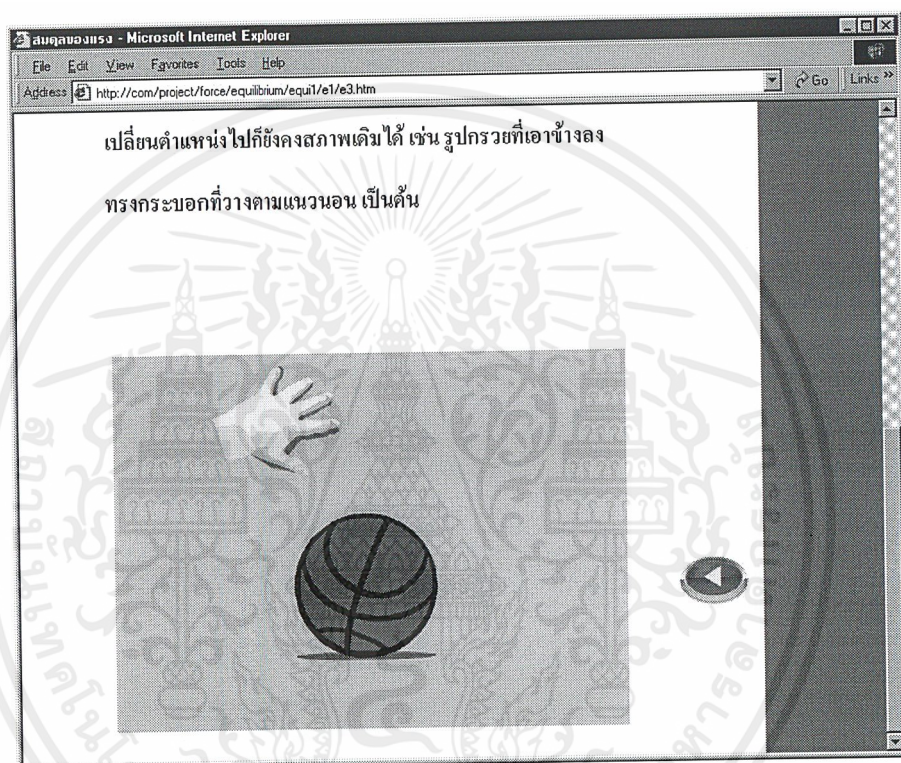 สมดุลของแรง - Microsoft Internet Explorer
File Edit View Favorites Tools Help
Address http://com/project/force/equilibrium/equi1/e1/e3.htm Go Links »
เปลี่ยนตำแหน่งไปก็ยังคงสภาพเดิมได้ เช่น รูปกรวยที่เอาข้างลง
ทรงกระบอกที่วางตามแนวนอน เป็นต้น